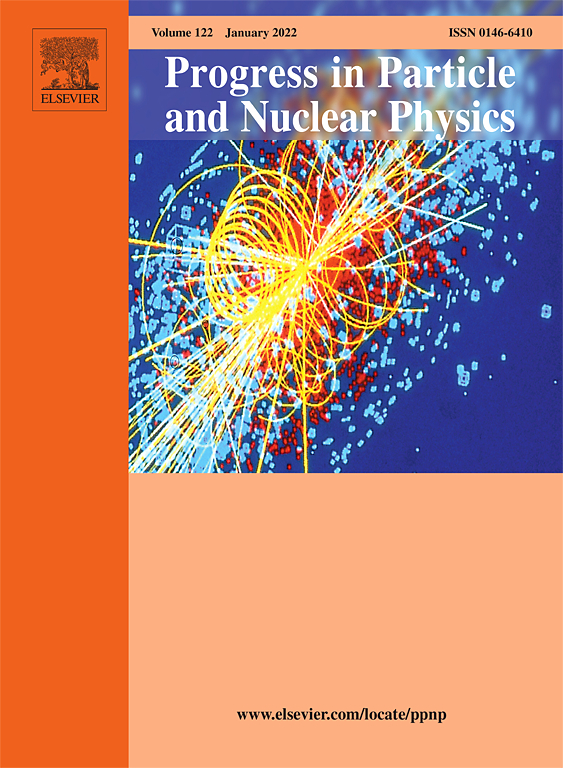 Volume 122 January 2022 ISSN 0146-6410
ELSEVIER
Progress in Particle
and Nuclear Physics
www.elsevier.com/locate/ppnp